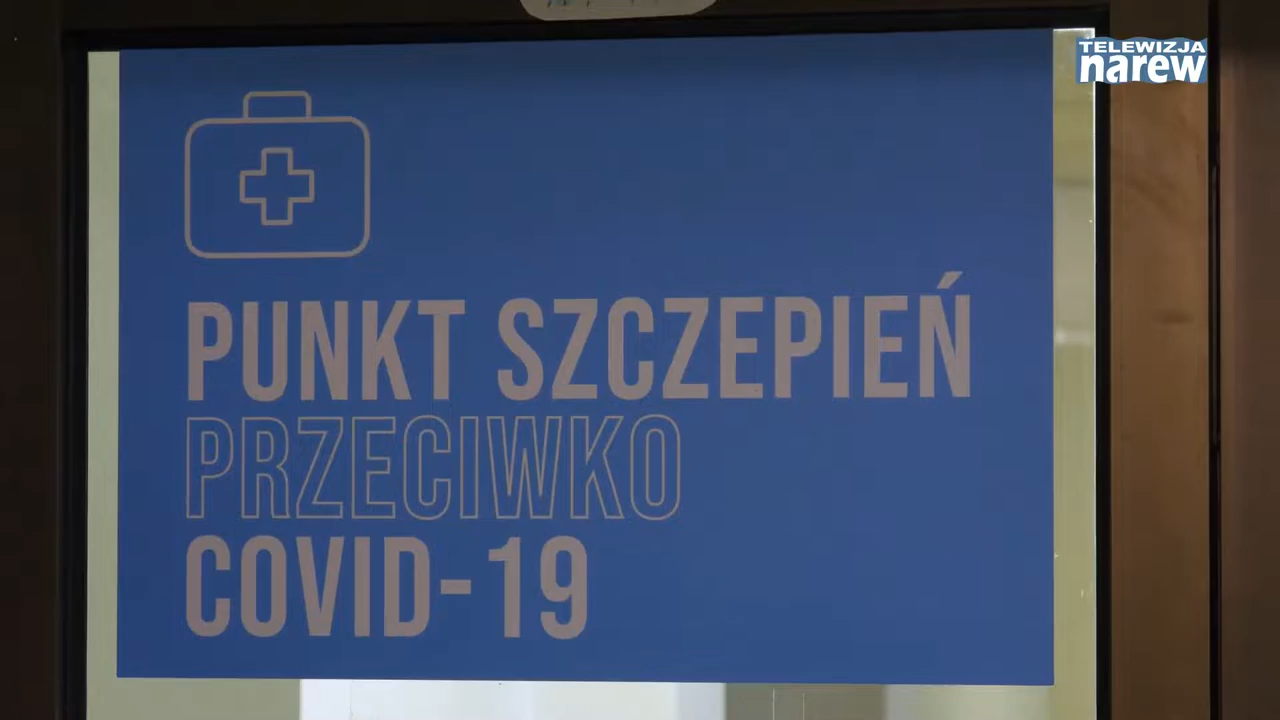 TELEWIZJA
narew
PUNKT SZCZEPIEŃ
PRZECIWKO
COVID-19